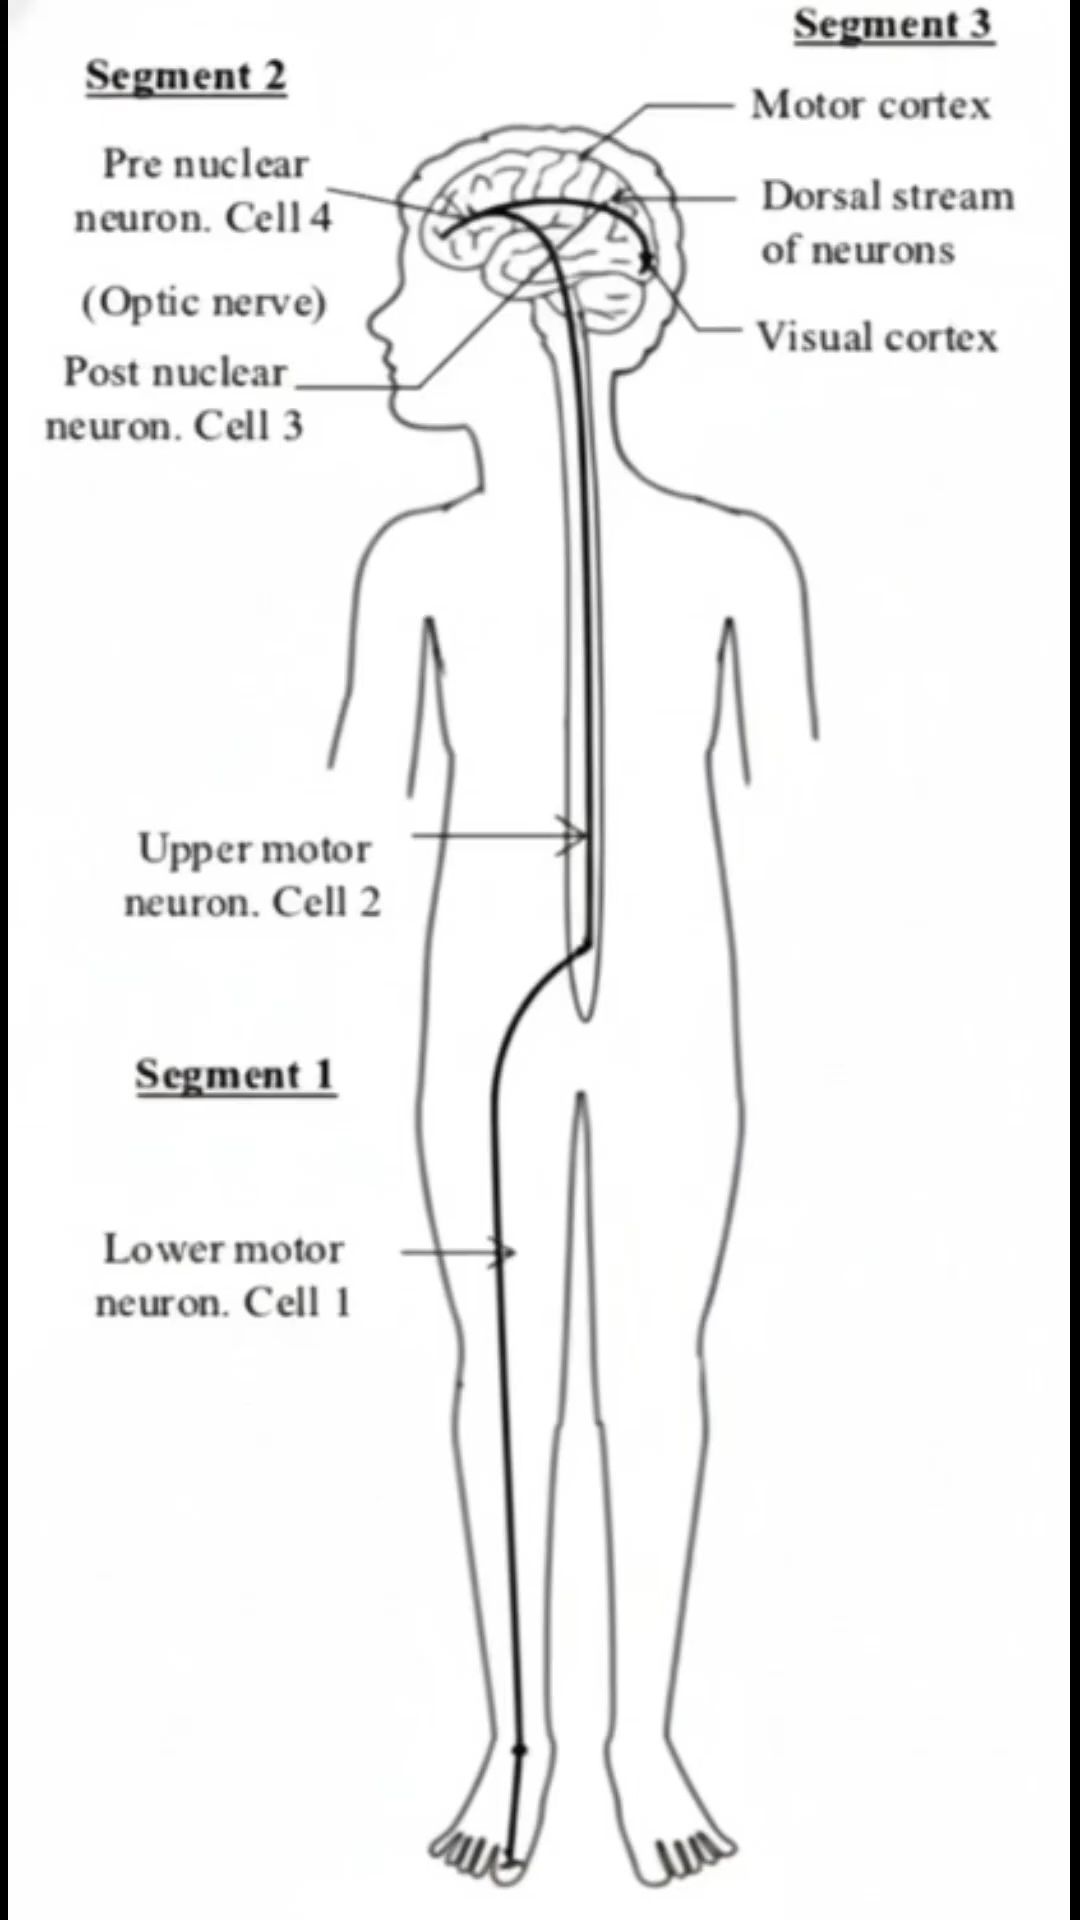 Segment 3
Segment 2
Motor cortex
Pre nuclear
neuron. Cell 4
Dorsal stream
of neurons
(Optic nerve)
Visual cortex
Post nuclear
neuron. Cell 3
Upper motor
neuron. Cell 2
Segment 1
Lower motor
neuron. Cell 1